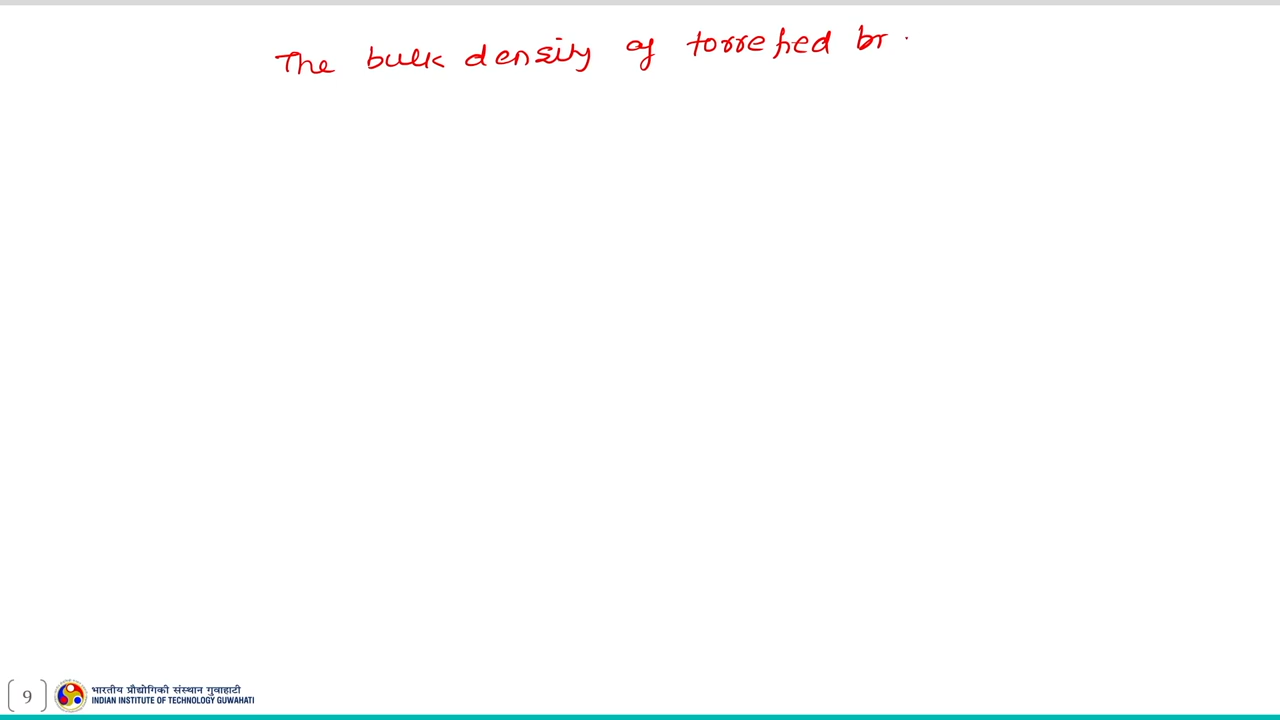 The bulk density of torrefied br
9
भारतीय प्रौद्योगिकी संस्थान गुवाहाटी
INDIAN INSTITUTE OF TECHNOLOGY GUWAHATI